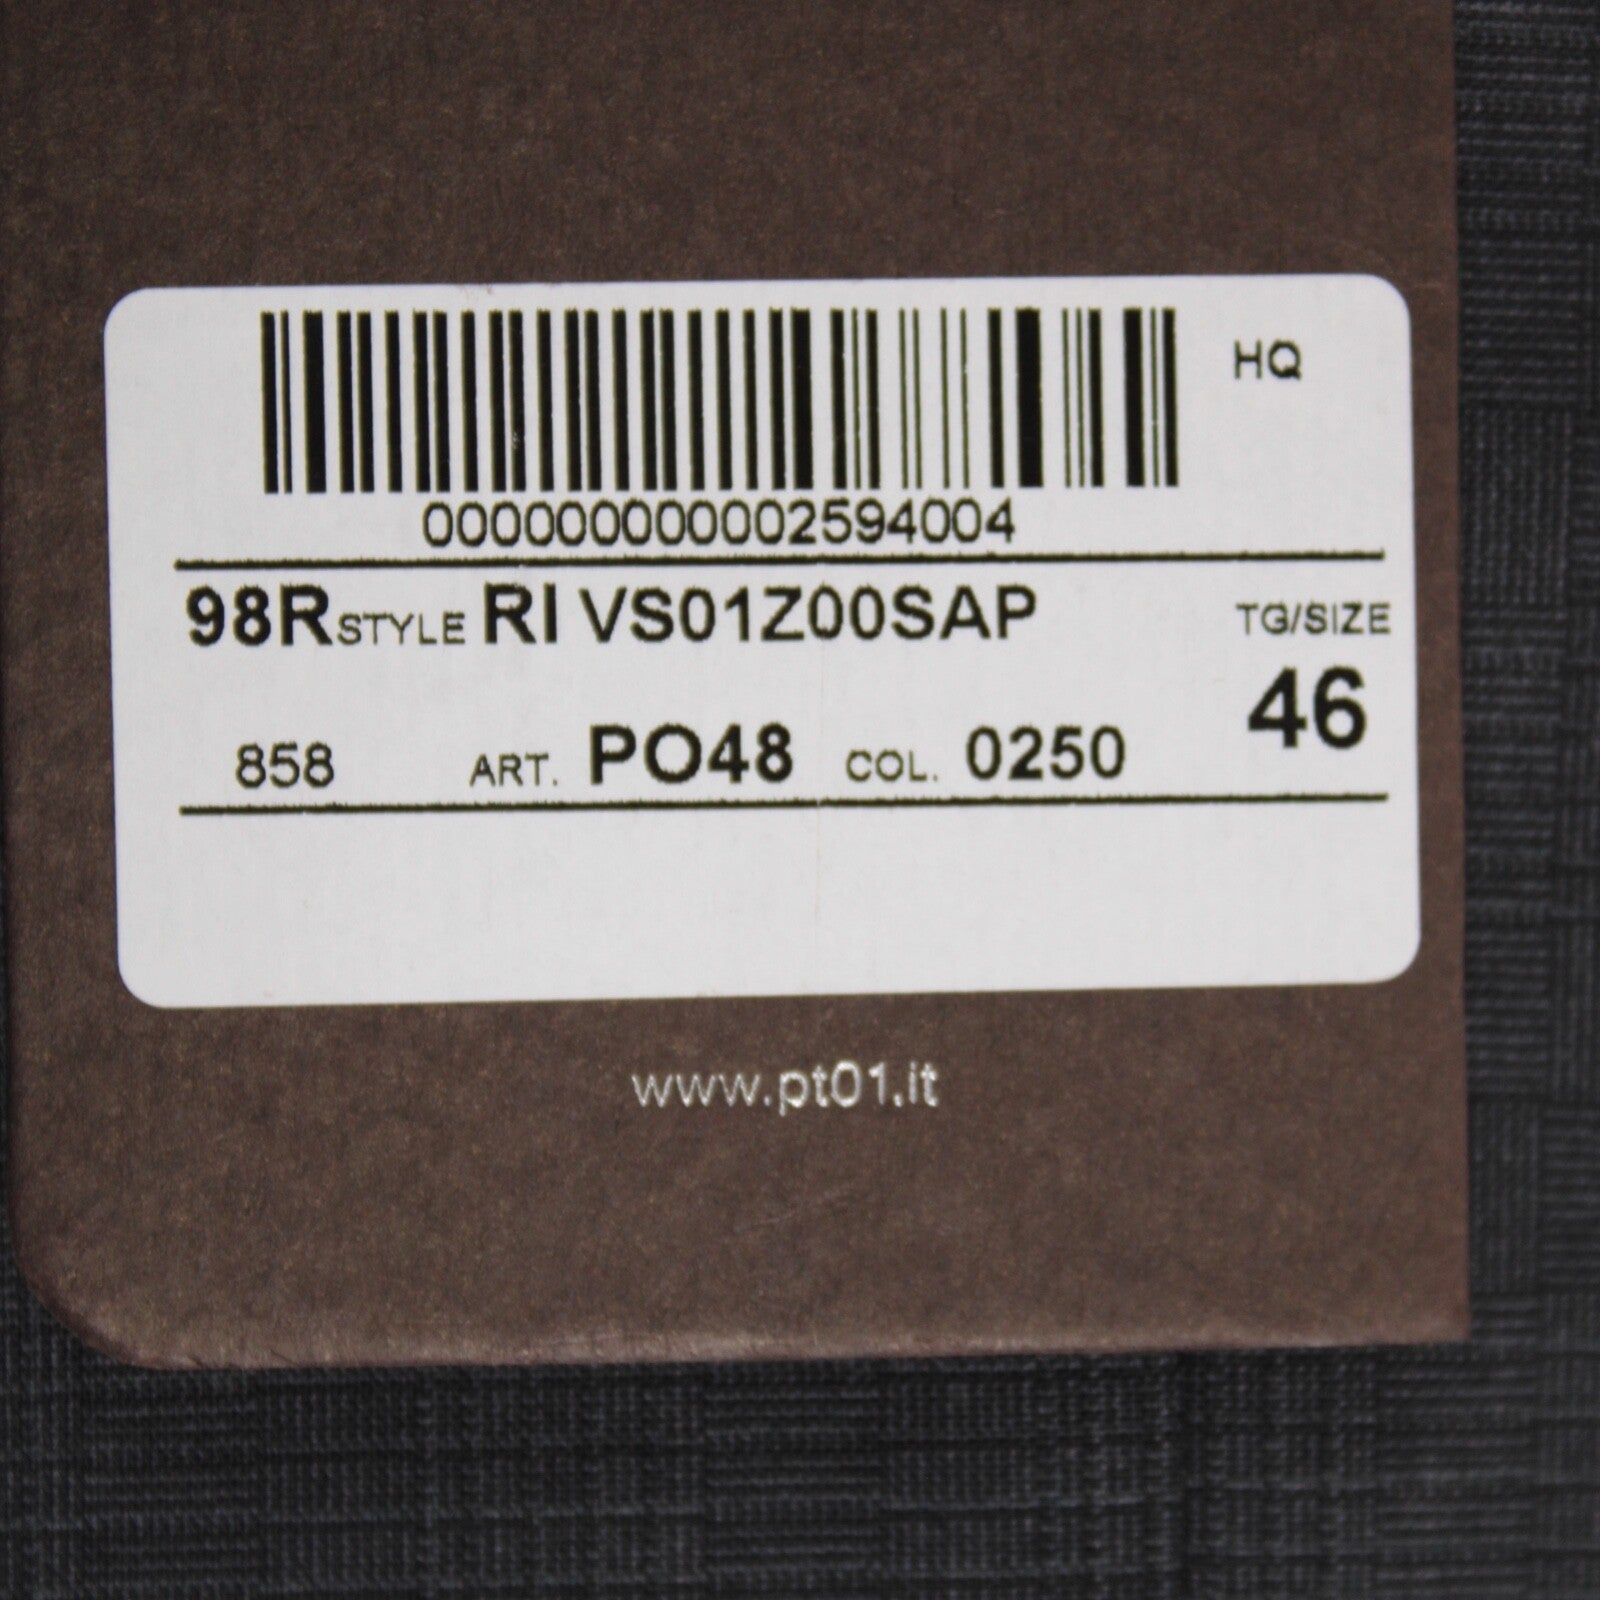 HQ
0000000000002594004
98R STYLE RI VS01Z00SAP TG/SIZE
46
858 ART. PO48 COL. 0250
www.pt01.it